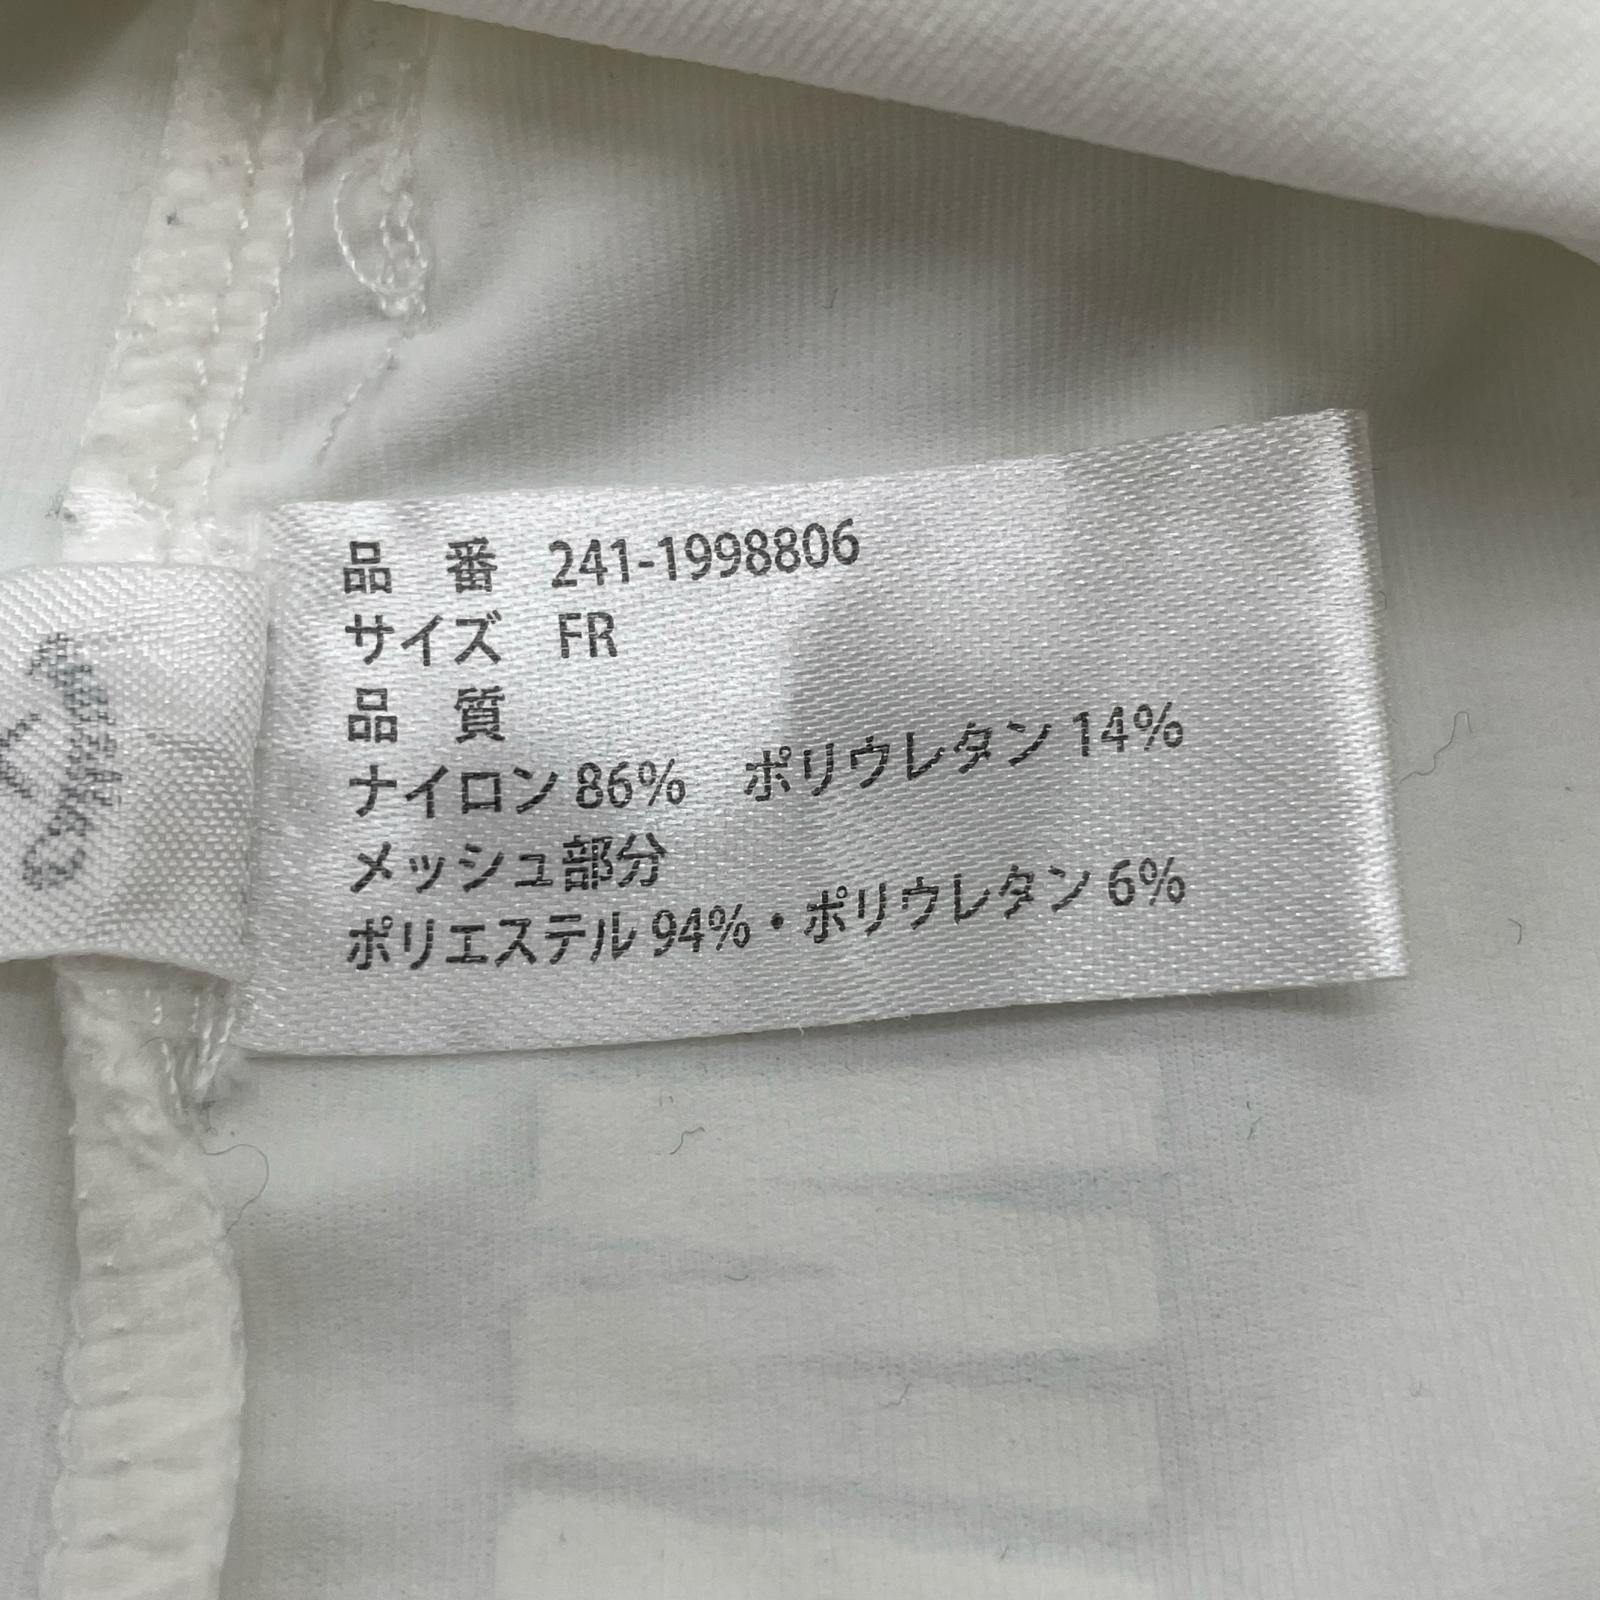 品　番　241-1998806
サイズ　FR
品　質
ナイロン 86%　ポリウレタン 14%
メッシュ部分
ポリエステル 94%・ポリウレタン 6%